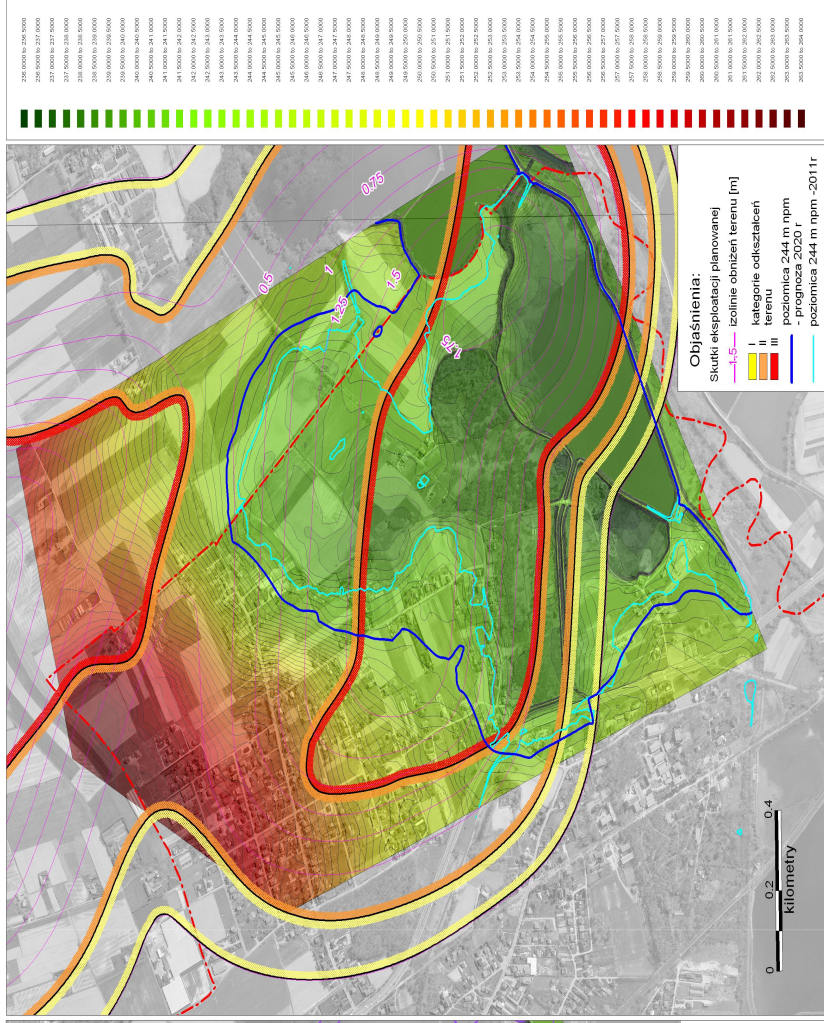 236.0000 to 236.5000
236.5000 to 237.0000
237.0000 to 237.5000
237.5000 to 238.0000
238.0000 to 238.5000
238.5000 to 239.0000
239.0000 to 239.5000
239.5000 to 240.0000
240.0000 to 240.5000
240.5000 to 241.0000
241.0000 to 241.5000
241.5000 to 242.0000
242.0000 to 242.5000
242.5000 to 243.0000
243.0000 to 243.5000
243.5000 to 244.0000
244.0000 to 244.5000
244.5000 to 245.0000
245.0000 to 245.5000
245.5000 to 246.0000
246.0000 to 246.5000
246.5000 to 247.0000
247.0000 to 247.5000
247.5000 to 248.0000
248.0000 to 248.5000
248.5000 to 249.0000
249.0000 to 249.5000
249.5000 to 250.0000
250.0000 to 250.5000
250.5000 to 251.0000
251.0000 to 251.5000
251.5000 to 252.0000
252.0000 to 252.5000
252.5000 to 253.0000
253.0000 to 253.5000
253.5000 to 254.0000
254.0000 to 254.5000
254.5000 to 255.0000
255.0000 to 255.5000
255.5000 to 256.0000
256.0000 to 256.5000
256.5000 to 257.0000
257.0000 to 257.5000
257.5000 to 258.0000
258.0000 to 258.5000
258.5000 to 259.0000
259.0000 to 259.5000
259.5000 to 260.0000
260.0000 to 260.5000
260.5000 to 261.0000
261.0000 to 261.5000
261.5000 to 262.0000
262.0000 to 262.5000
262.5000 to 263.0000
263.0000 to 263.5000
263.5000 to 264.0000
0.75
0.5
1
1.25
1.5
1.75
Objaśnienia:
Skutki eksploatacji planowanej
1,5 izolinie obniżeń terenu [m]
I kategorie odkształceń
II terenu
III
poziomica 244 m npm
- prognoza 2020 r
poziomica 244 m npm -2011r
0 0.2 0.4
kilometry